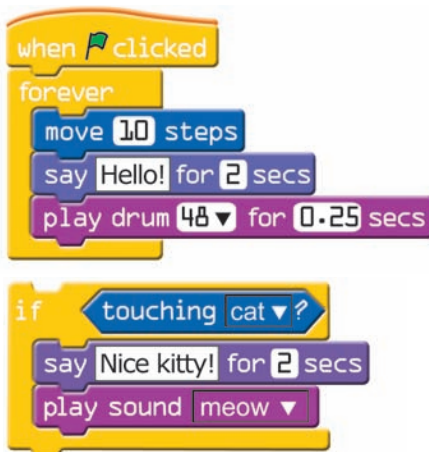 when clicked
forever
move 10 steps
say Hello! for 2 secs
play drum 48 for 0.25 secs
if touching cat ?
say Nice kitty! for 2 secs
play sound meow